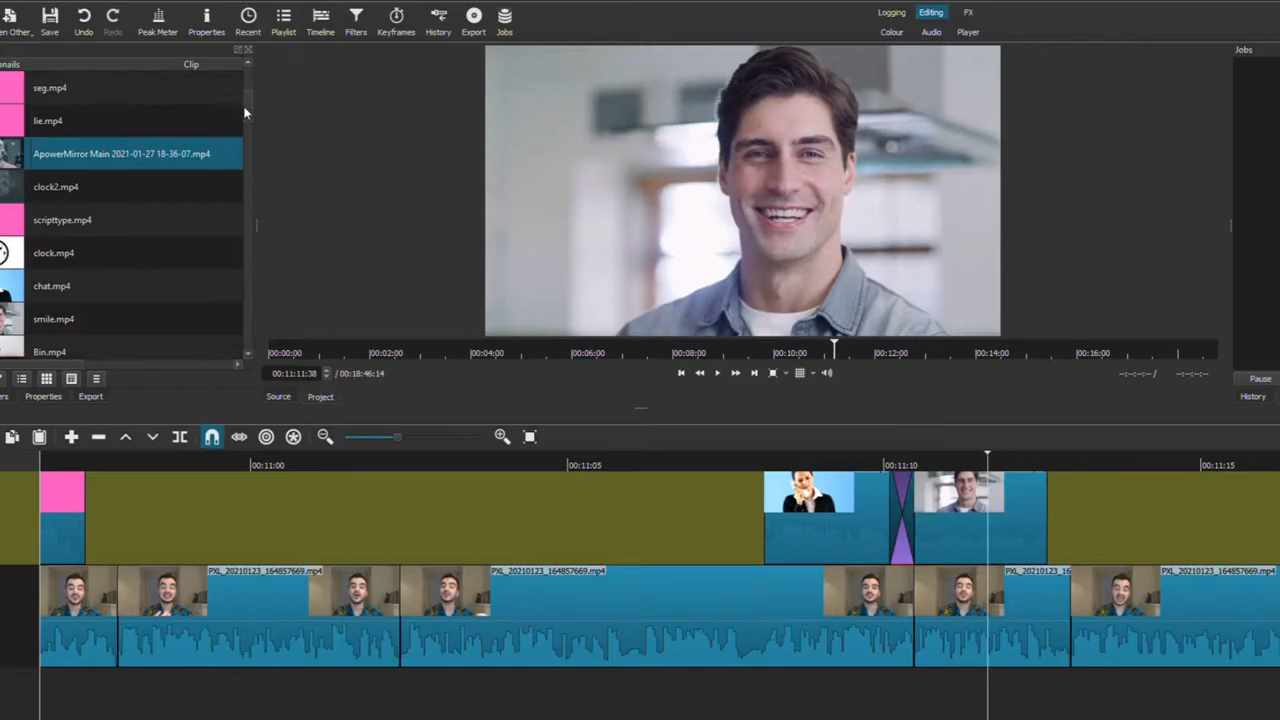 en Other... Save Undo Redo Peak Meter Properties Recent Playlist Timeline Filters Keyframes History Export Jobs
Logging Editing FX
Colour Audio Player
Jobs
nails Clip
seg.mp4
lie.mp4
ApowerMirror Main 2021-01-27 18-36-07.mp4
clock2.mp4
scripttype.mp4
clock.mp4
chat.mp4
smile.mp4
Bin.mp4
00:00:00 00:02:00 00:04:00 00:06:00 00:08:00 00:10:00 00:12:00 00:14:00 00:16:00
00:11:11:38 / 00:18:46:14 --:--:--:-- / --:--:--:--
Pause
ers Properties Export Source Project History
00:11:00 00:11:05 00:11:10 00:11:15
PXL_20210123_164857669.mp4 PXL_20210123_164857669.mp4 PXL_20210123_16 PXL_20210123_164857669.mp4